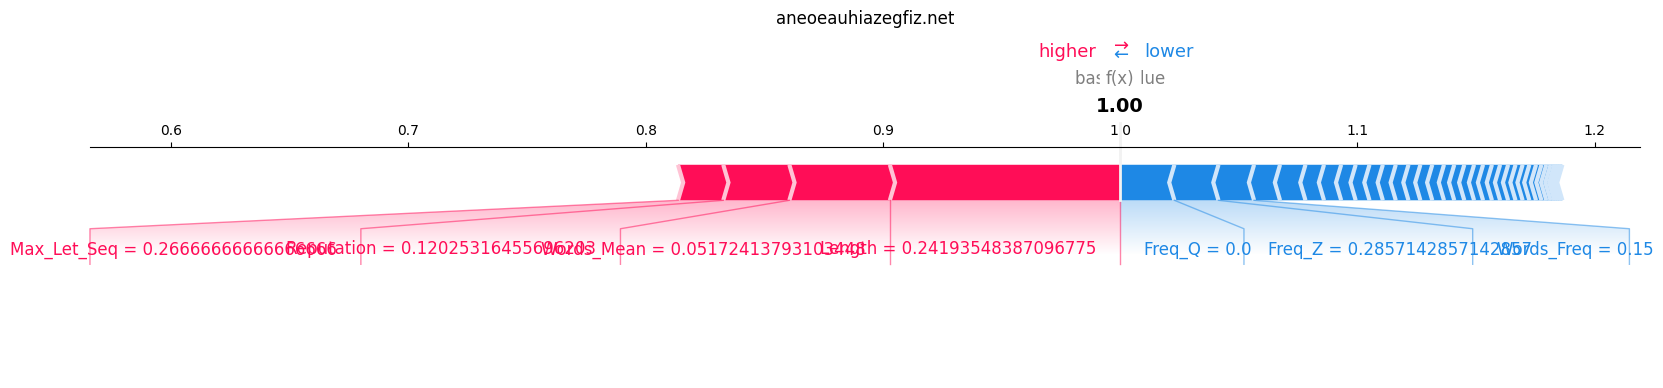 aneoeauhiazegfiz.net
higher → ← lower
f(x)
1.00
0.6 0.7 0.8 0.9 1.0 1.1 1.2
Max_Let_Seq = 0.26666666666666666 Reputation = 0.12025316455696203 Words_Mean = 0.05172413793103448 Length = 0.24193548387096775 Freq_Q = 0.0 Freq_Z = 0.2857142857142857 Words_Freq = 0.15